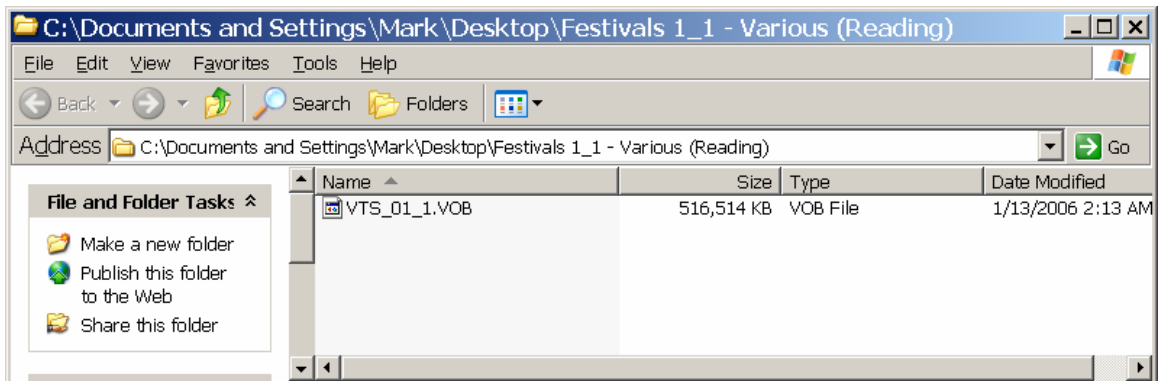 C:\Documents and Settings\Mark\Desktop\Festivals 1_1 - Various (Reading)
File Edit View Favorites Tools Help
Back Search Folders
Address C:\Documents and Settings\Mark\Desktop\Festivals 1_1 - Various (Reading) Go
Name Size Type Date Modified
File and Folder Tasks
VTS_01_1.VOB 516,514 KB VOB File 1/13/2006 2:13 AM
Make a new folder
Publish this folder
to the Web
Share this folder